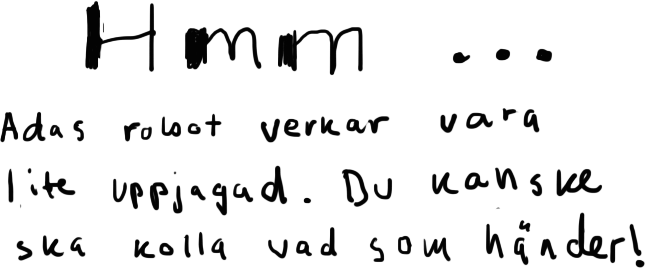 Hmm ...
Adas robot verkar vara
lite uppjagad. Du kanske
ska kolla vad som händer!